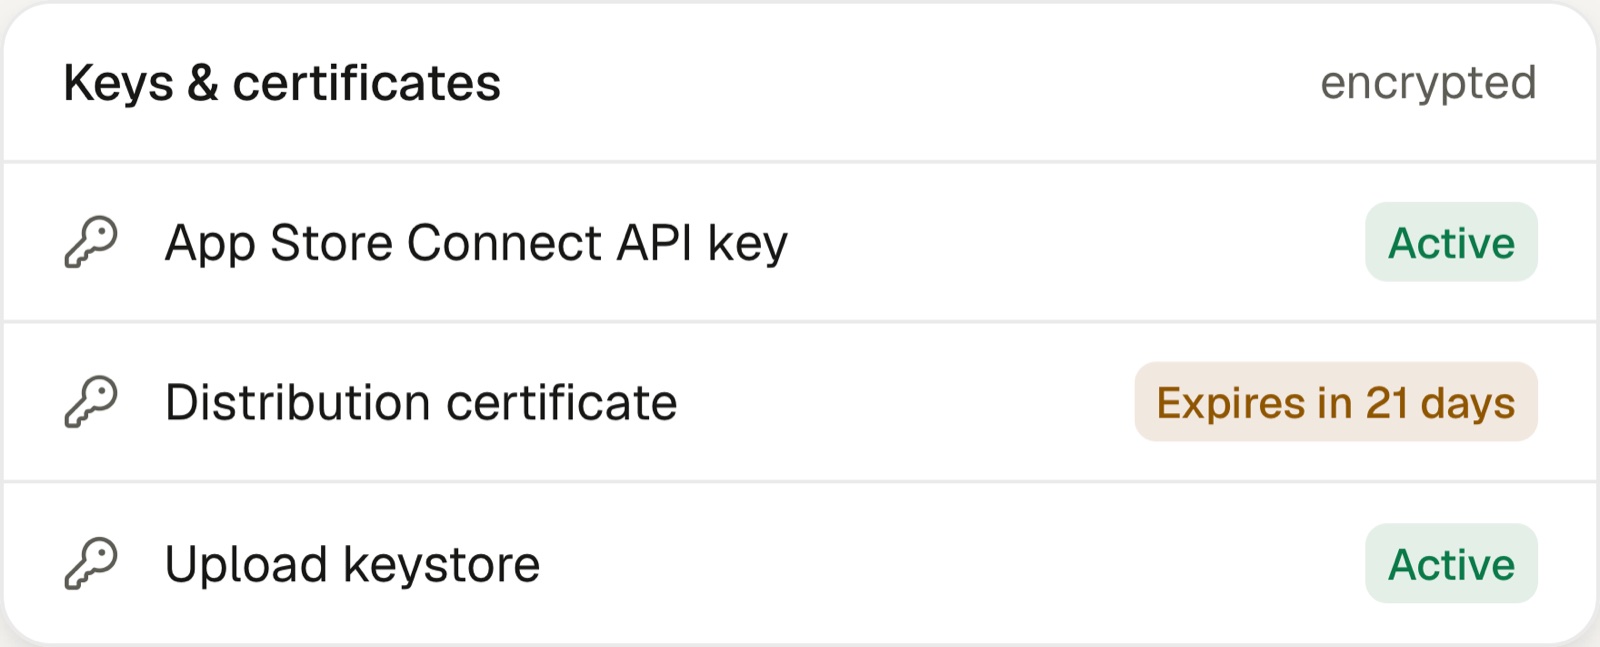 Keys & certificates encrypted
App Store Connect API key Active
Distribution certificate Expires in 21 days
Upload keystore Active